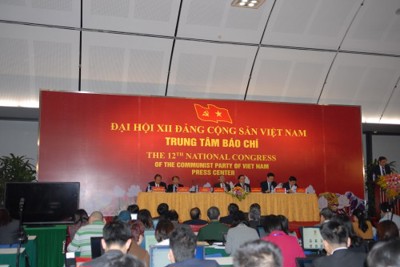 ĐẠI HỘI XII ĐẢNG CỘNG SẢN VIỆT NAM
TRUNG TÂM BÁO CHÍ
THE 12TH NATIONAL CONGRESS
OF THE COMMUNIST PARTY OF VIET NAM
PRESS CENTER